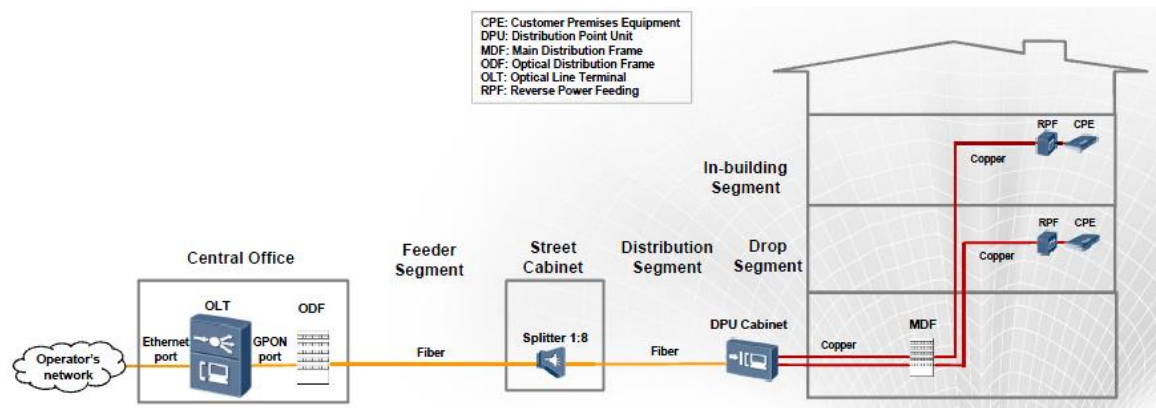 CPE: Customer Premises Equipment
DPU: Distribution Point Unit
MDF: Main Distribution Frame
ODF: Optical Distribution Frame
OLT: Optical Line Terminal
RPF: Reverse Power Feeding
RPF CPE
Copper
In-building
Segment
RPF CPE
Copper
Central Office
Feeder
Segment
Street
Cabinet
Distribution
Segment
Drop
Segment
OLT
ODF
Ethernet
port
GPON
port
Operator's
network
Fiber
Splitter 1:8
Fiber
DPU Cabinet
Copper
MDF